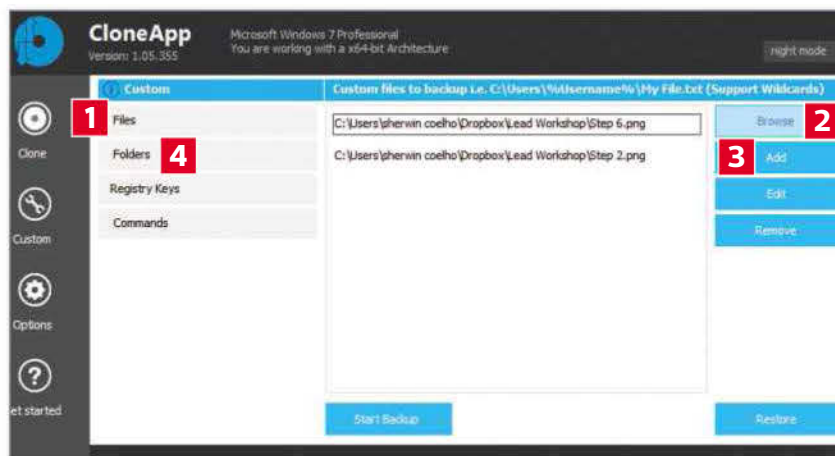 CloneApp
Version: 1.05.355
Microsoft Windows 7 Professional
You are working with a x64-bit Architecture
night mode
Custom
Custom files to backup i.e. C:\Users\%Username%\My File.txt (Support Wildcards)
1
Files
C:\Users\sherwin coelho\Dropbox\Lead Workshop\Step 6.png
Browse
2
Clone
Folders
4
C:\Users\sherwin coelho\Dropbox\Lead Workshop\Step 2.png
3
Add
Registry Keys
Edit
Custom
Commands
Remove
Options
?
et started
Start Backup
Restore